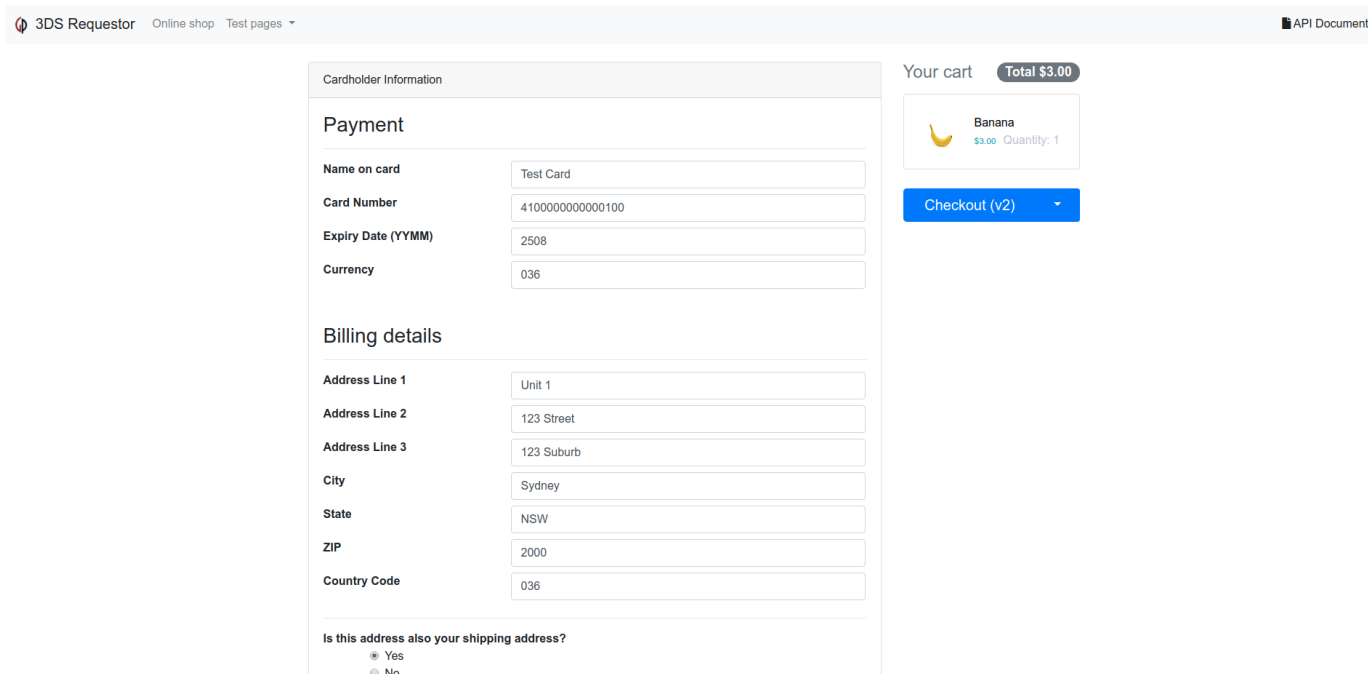 3DS Requestor Online shop Test pages API Document
Cardholder Information
Payment
Name on card Test Card
Card Number 4100000000000100
Expiry Date (YYMM) 2508
Currency 036
Billing details
Address Line 1 Unit 1
Address Line 2 123 Street
Address Line 3 123 Suburb
City Sydney
State NSW
ZIP 2000
Country Code 036
Is this address also your shipping address?
Yes
No
Your cart Total $3.00
Banana
$3.00 Quantity: 1
Checkout (v2)